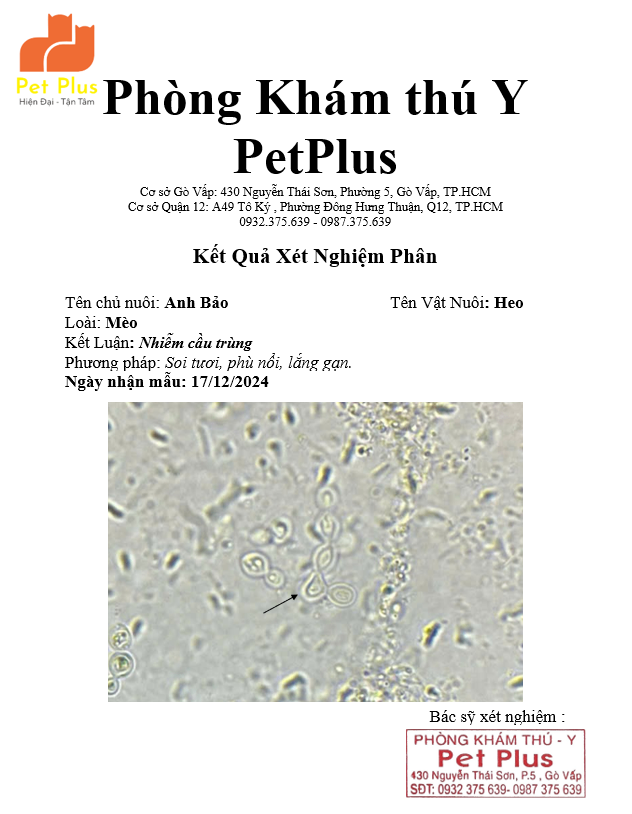 Pet Plus
Hiện Đại - Tận Tâm
Phòng Khám thú Y
PetPlus
Cơ sở Gò Vấp: 430 Nguyễn Thái Sơn, Phường 5, Gò Vấp, TP.HCM
Cơ sở Quận 12: A49 Tô Ký , Phường Đông Hưng Thuận, Q12, TP.HCM
0932.375.639 - 0987.375.639
Kết Quả Xét Nghiệm Phân
Tên chủ nuôi: Anh Bảo Tên Vật Nuôi: Heo
Loài: Mèo
Kết Luận: Nhiễm cầu trùng
Phương pháp: Soi tươi, phù nổi, lắng gạn.
Ngày nhận mẫu: 17/12/2024
Bác sỹ xét nghiệm :
PHÒNG KHÁM THÚ - Y
Pet Plus
430 Nguyễn Thái Sơn, P.5 , Gò Vấp
SĐT: 0932 375 639- 0987 375 639